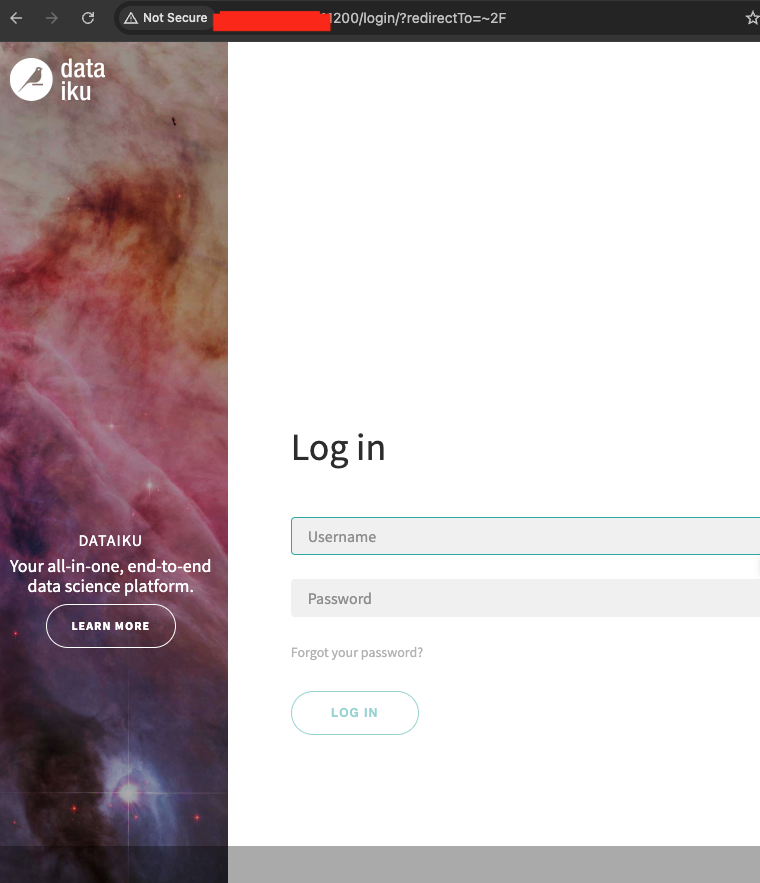 Not Secure
1200/login/?redirectTo=~2F
data
iku
Log in
Username
Password
Forgot your password?
LOG IN
DATAIKU
Your all-in-one, end-to-end
data science platform.
LEARN MORE